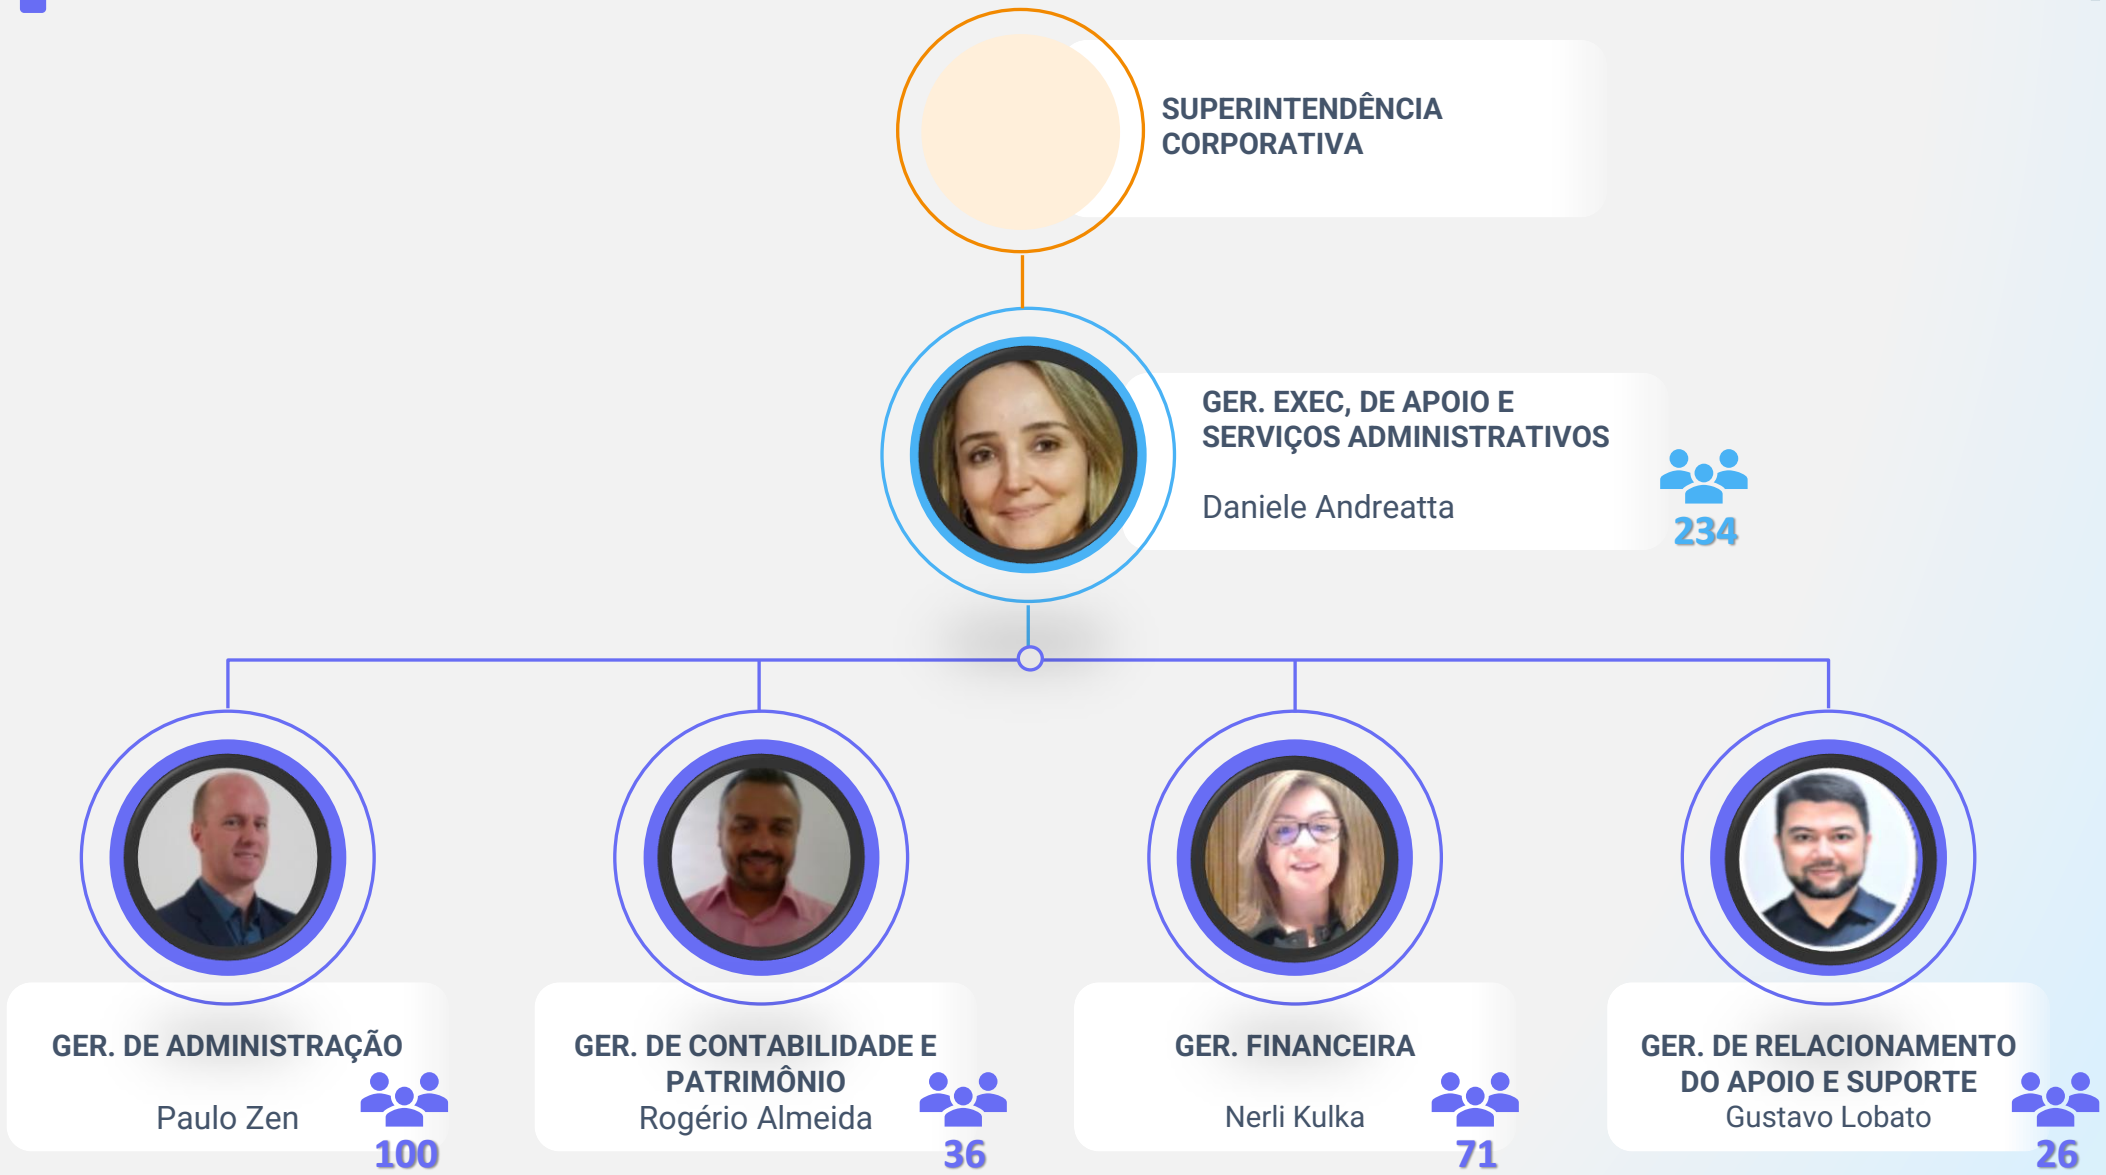 SUPERINTENDÊNCIA
CORPORATIVA
GER. EXEC, DE APOIO E
SERVIÇOS ADMINISTRATIVOS
Daniele Andreatta
234
GER. DE ADMINISTRAÇÃO
Paulo Zen
100
GER. DE CONTABILIDADE E
PATRIMÔNIO
Rogério Almeida
36
GER. FINANCEIRA
Nerli Kulka
71
GER. DE RELACIONAMENTO
DO APOIO E SUPORTE
Gustavo Lobato
26